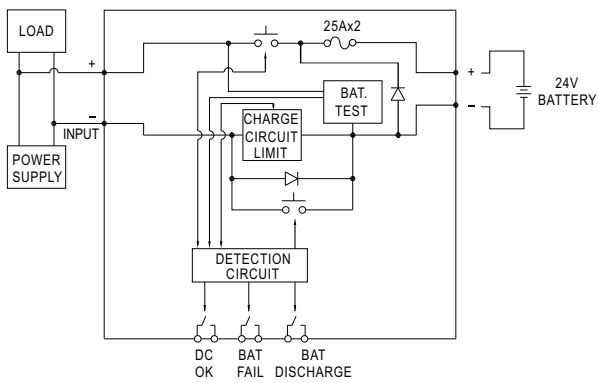 LOAD
25Ax2
+
+
BAT.
TEST
24V
BATTERY
−
INPUT
−
CHARGE
CIRCUIT
LIMIT
POWER
SUPPLY
DETECTION
CIRCUIT
DC
OK
BAT
FAIL
BAT
DISCHARGE